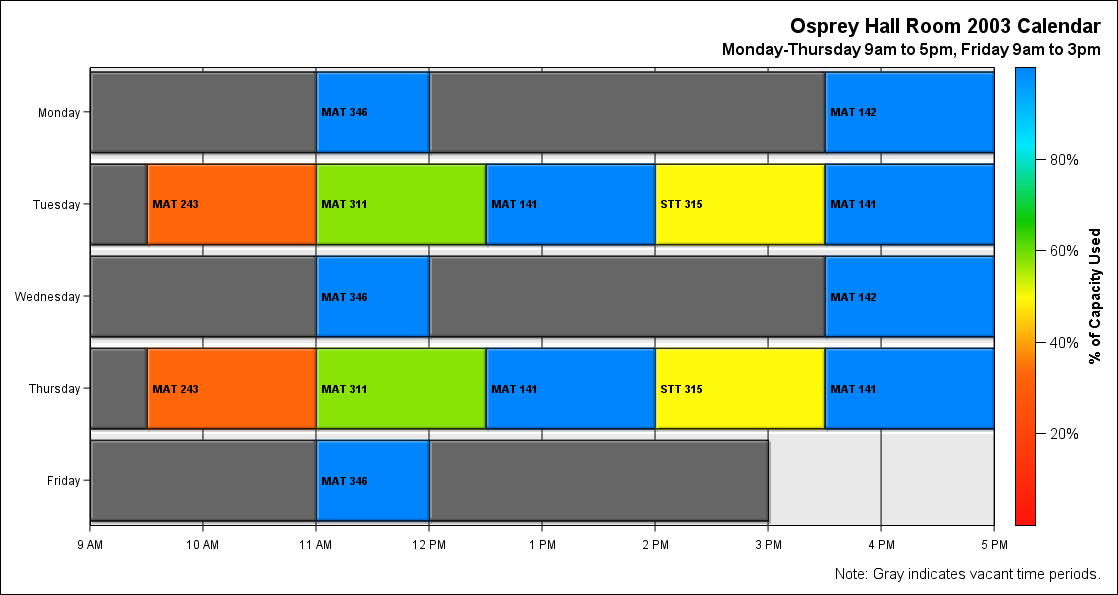 Osprey Hall Room 2003 Calendar
Monday-Thursday 9am to 5pm, Friday 9am to 3pm
Monday
MAT 346
MAT 142
Tuesday
MAT 243
MAT 311
MAT 141
STT 315
MAT 141
Wednesday
MAT 346
MAT 142
Thursday
MAT 243
MAT 311
MAT 141
STT 315
MAT 141
Friday
MAT 346
9 AM
10 AM
11 AM
12 PM
1 PM
2 PM
3 PM
4 PM
5 PM
80%
60%
40%
20%
% of Capacity Used
Note: Gray indicates vacant time periods.